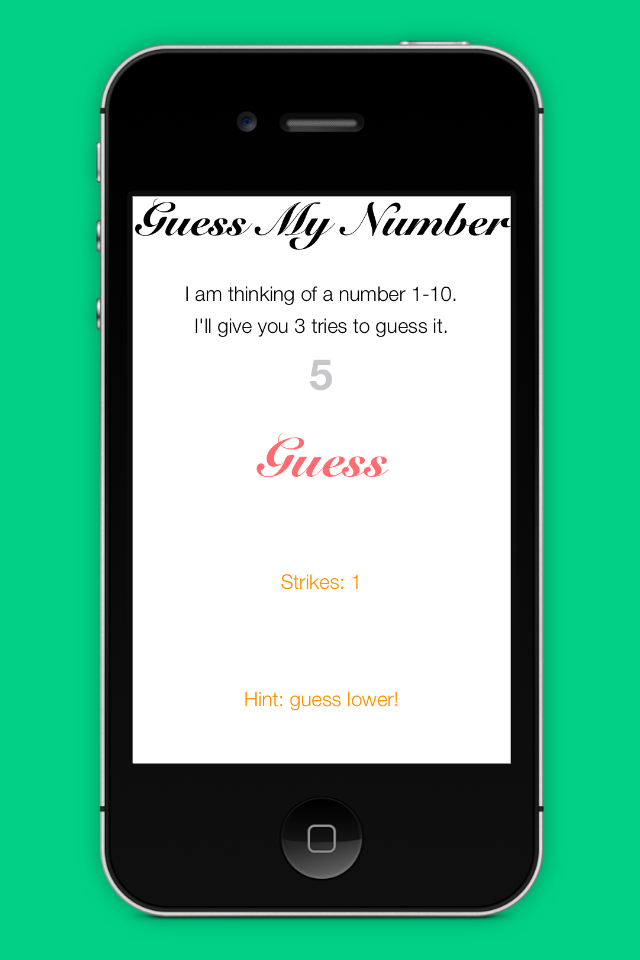 Guess My Number
I am thinking of a number 1-10.
I'll give you 3 tries to guess it.
5
Guess
Strikes: 1
Hint: guess lower!